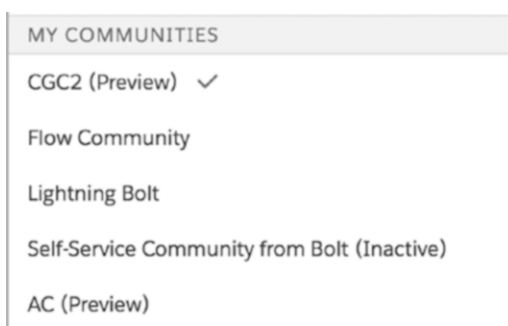 MY COMMUNITIES
CGC2 (Preview) ✓
Flow Community
Lightning Bolt
Self-Service Community from Bolt (Inactive)
AC (Preview)